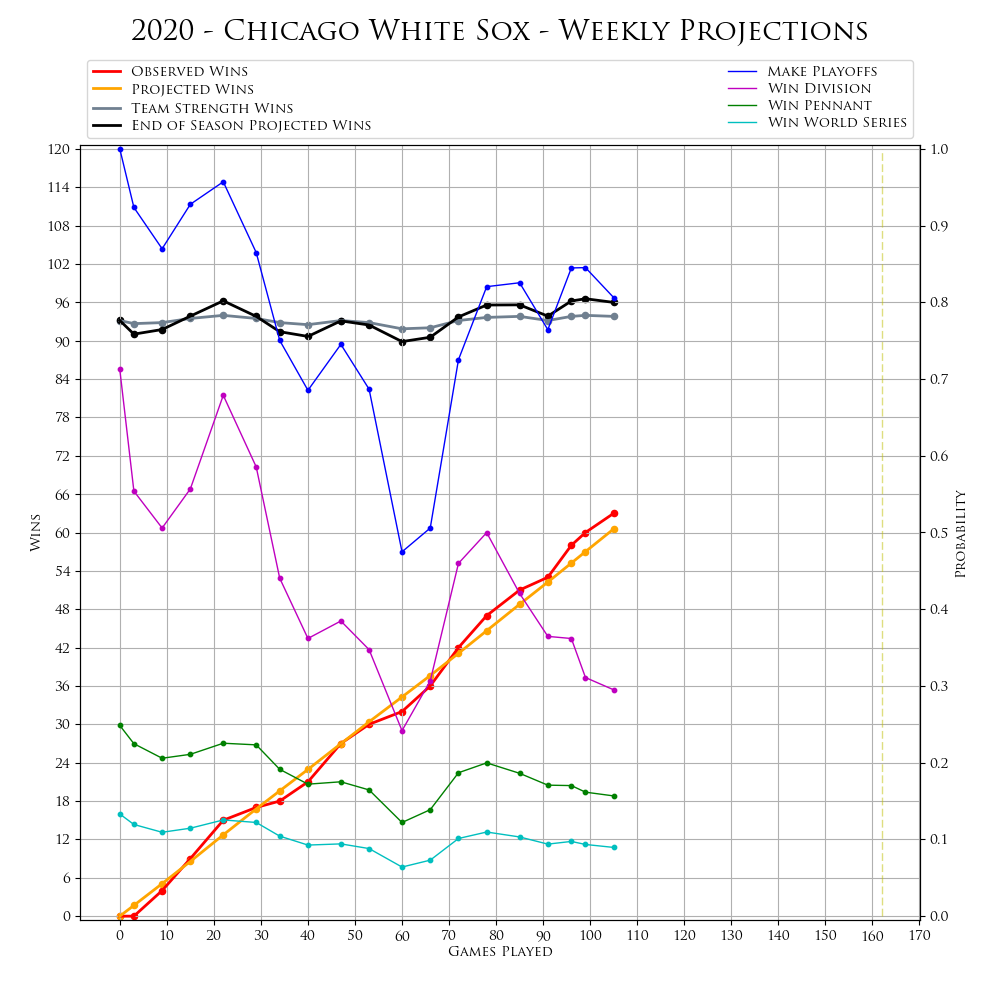 2020 - Chicago White Sox - Weekly Projections
Observed Wins
Projected Wins
Team Strength Wins
End of Season Projected Wins
Make Playoffs
Win Division
Win Pennant
Win World Series
120
114
108
102
96
90
84
78
72
66
60
54
48
42
36
30
24
18
12
6
0
Wins
1.0
0.9
0.8
0.7
0.6
0.5
0.4
0.3
0.2
0.1
0.0
Probability
0 10 20 30 40 50 60 70 80 90 100 110 120 130 140 150 160 170
Games Played